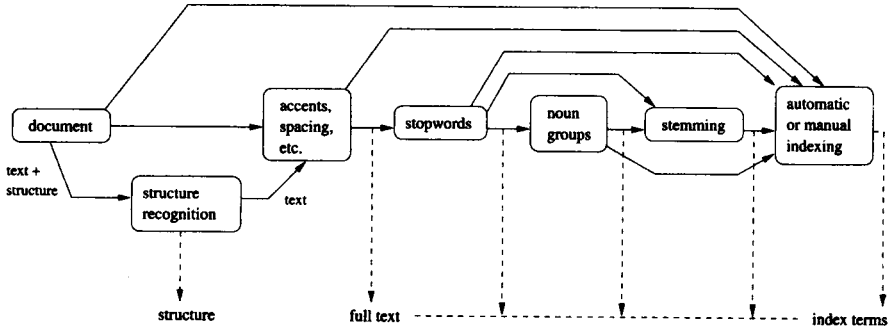 document
text +
structure
structure
recognition
text
accents,
spacing,
etc.
stopwords
noun
groups
stemming
automatic
or manual
indexing
structure
full text
index terms